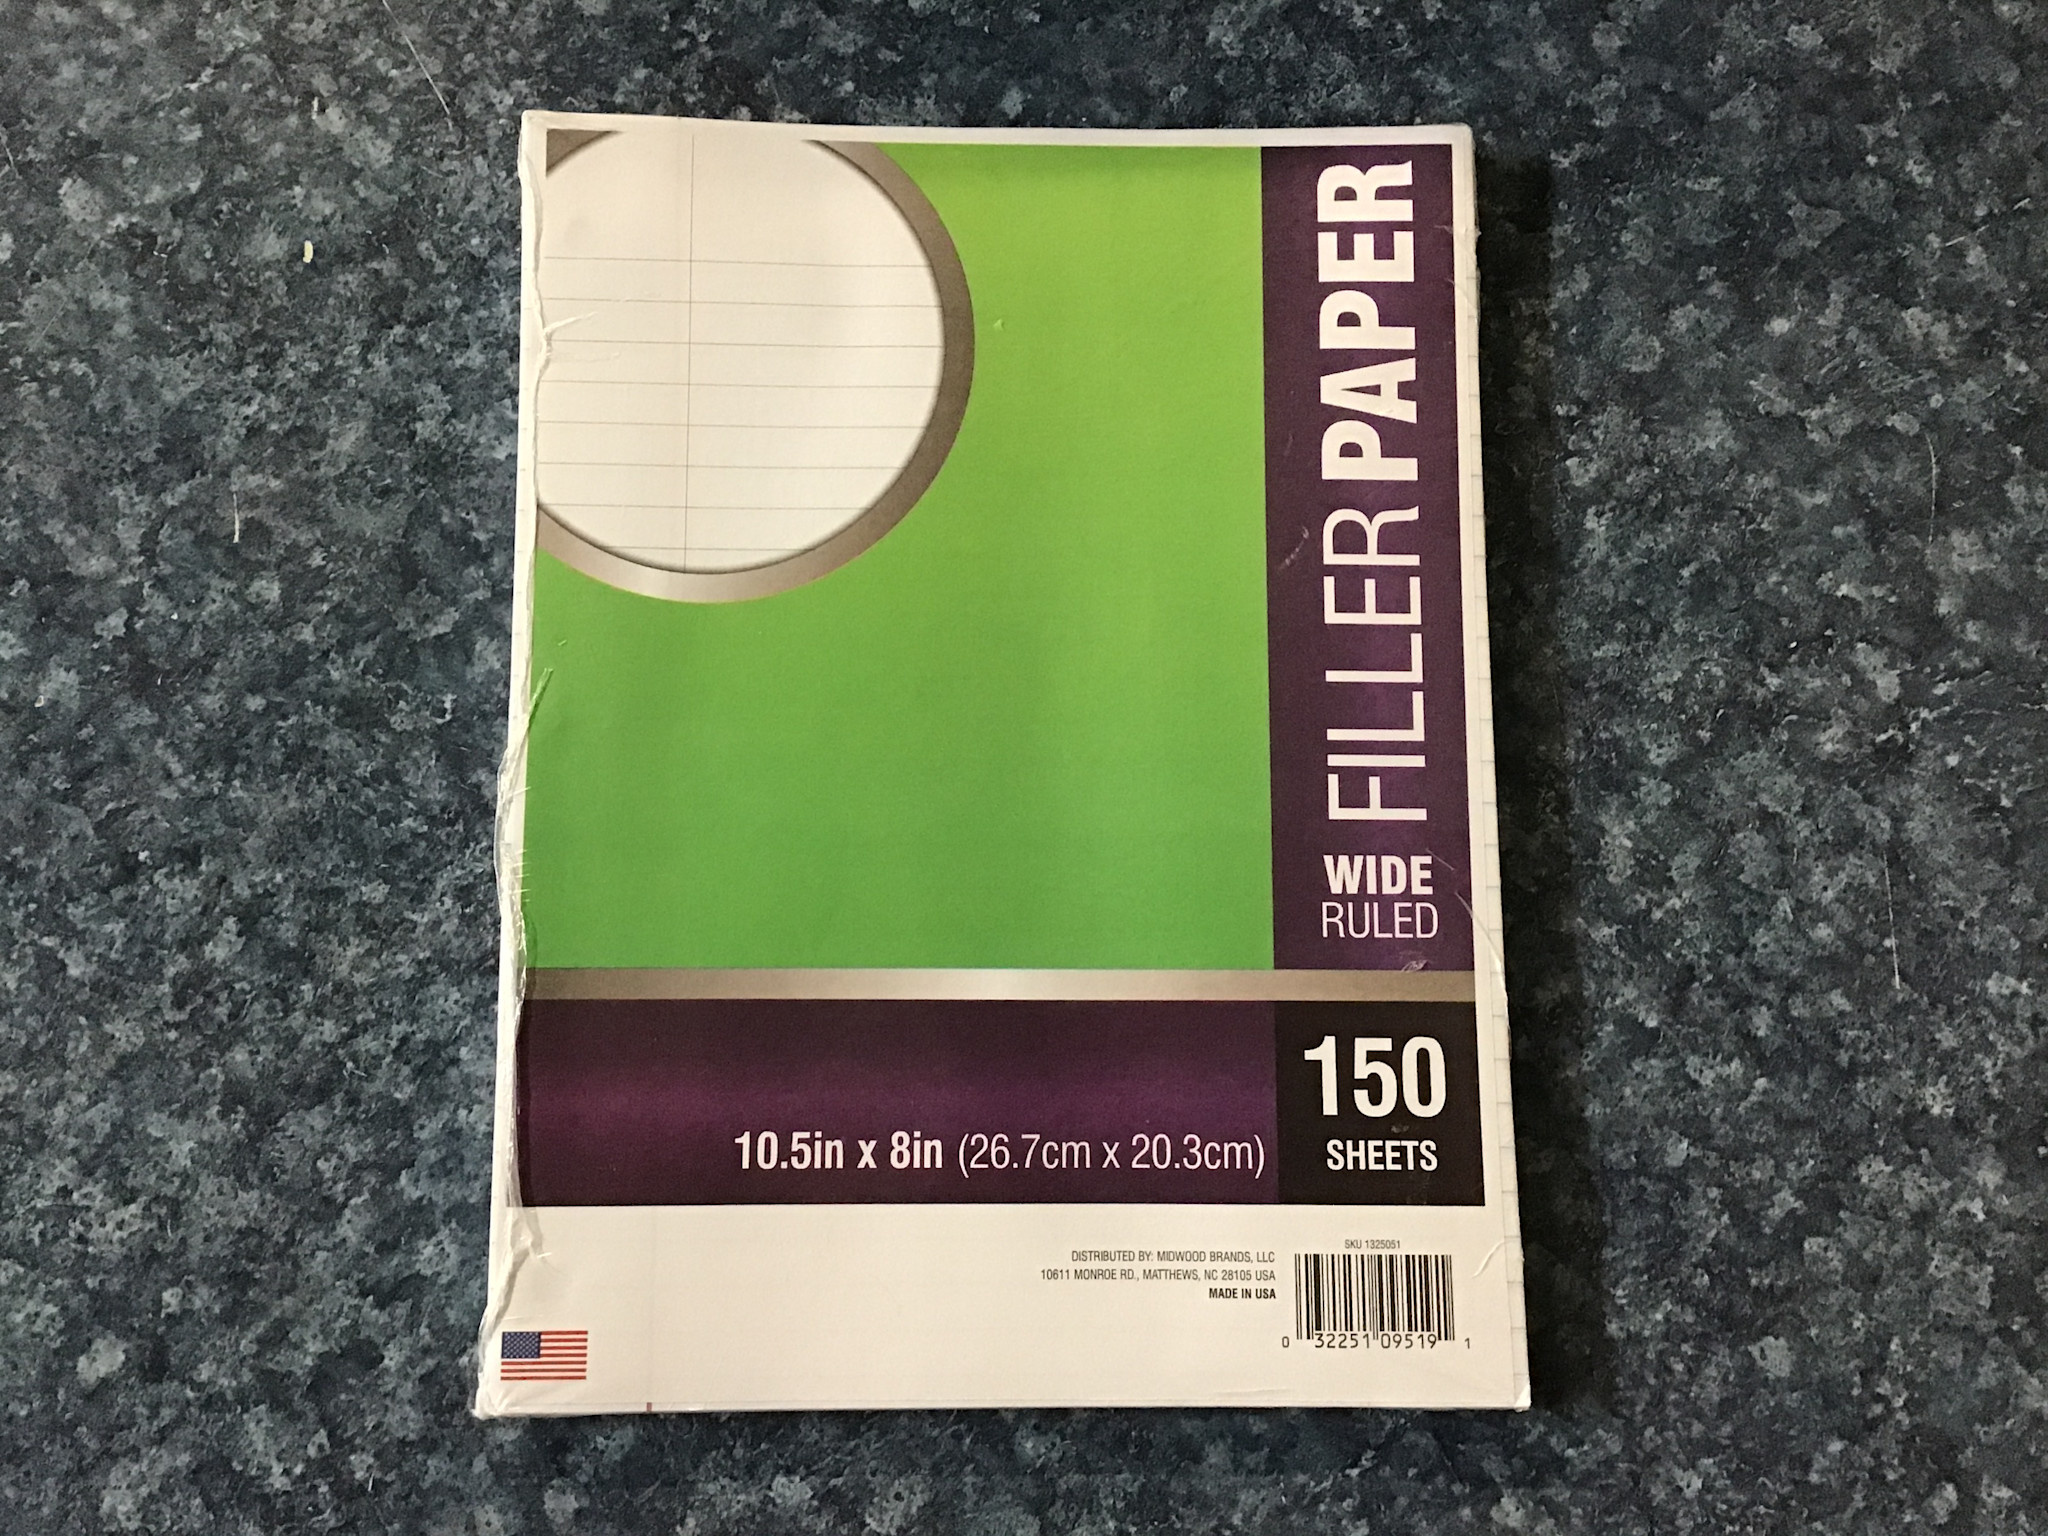 FILLER PAPER
WIDE
RULED
150
SHEETS
10.5in x 8in (26.7cm x 20.3cm)
DISTRIBUTED BY: MIDWOOD BRANDS, LLC
10611 MONROE RD., MATTHEWS, NC 28105 USA
MADE IN USA
SKU 1325051
0 32251 09519 1